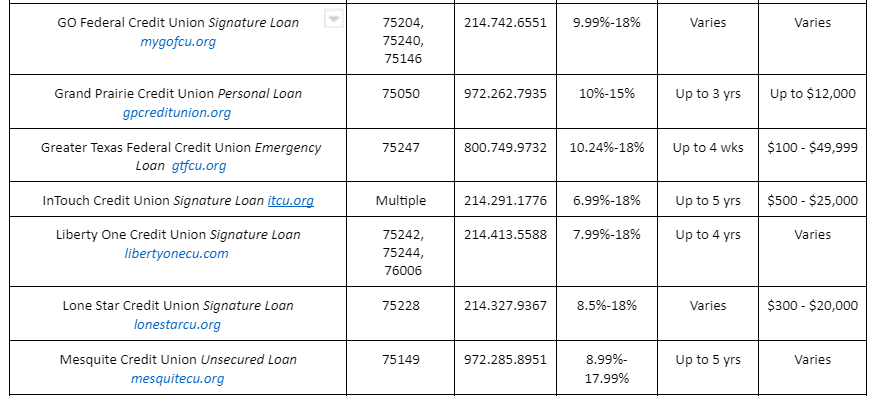 GO Federal Credit Union Signature Loan
mygofcu.org
75204,
75240,
75146
214.742.6551
9.99%-18%
Varies
Varies
Grand Prairie Credit Union Personal Loan
gpcreditunion.org
75050
972.262.7935
10%-15%
Up to 3 yrs
Up to $12,000
Greater Texas Federal Credit Union Emergency
Loan gtfcu.org
75247
800.749.9732
10.24%-18%
Up to 4 wks
$100 - $49,999
InTouch Credit Union Signature Loan itcu.org
Multiple
214.291.1776
6.99%-18%
Up to 5 yrs
$500 - $25,000
Liberty One Credit Union Signature Loan
libertyonecu.com
75242,
75244,
76006
214.413.5588
7.99%-18%
Up to 4 yrs
Varies
Lone Star Credit Union Signature Loan
lonestarcu.org
75228
214.327.9367
8.5%-18%
Varies
$300 - $20,000
Mesquite Credit Union Unsecured Loan
mesquitecu.org
75149
972.285.8951
8.99%-
17.99%
Up to 5 yrs
Varies